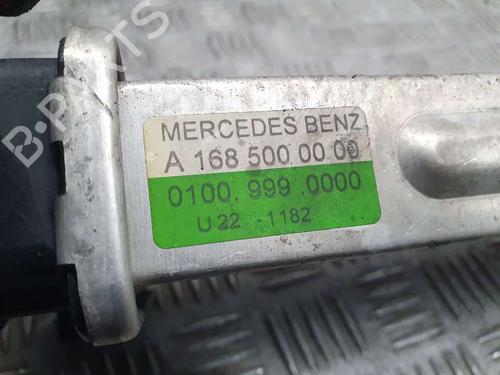 B-PARTS
MERCEDES BENZ
A 168 500 00 00
0100. 999 .0000
U 22 - 1182